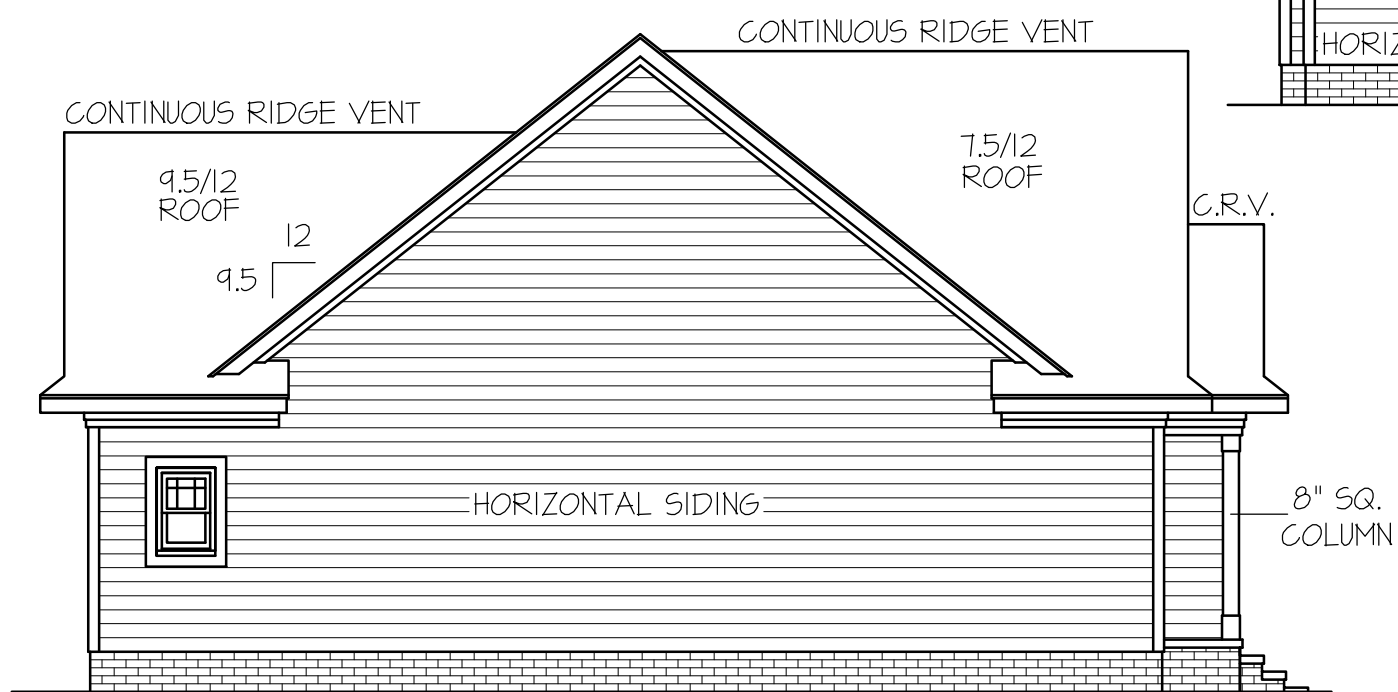 CONTINUOUS RIDGE VENT
HORIZ
CONTINUOUS RIDGE VENT
7.5/12
ROOF
9.5/12
ROOF
C.R.V.
12
9.5
HORIZONTAL SIDING
8" SQ.
COLUMN